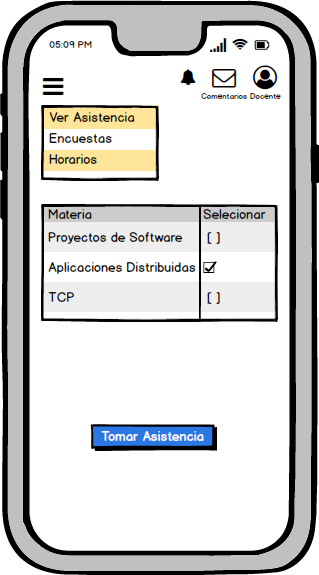 05:09 PM
Comentarios Docente
Ver Asistencia
Encuestas
Horarios
Materia Selecionar
Proyectos de Software [ ]
Aplicaciones Distribuidas
TCP [ ]
Tomar Asistencia